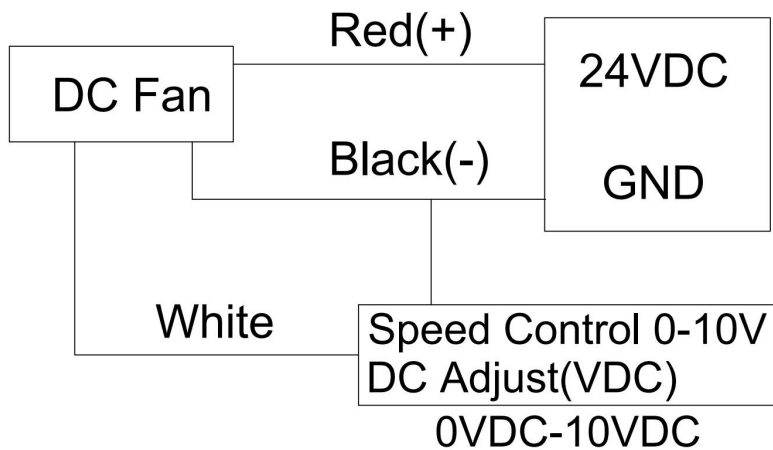 Red(+)
DC Fan
24VDC
Black(-)
GND
White
Speed Control 0-10V
DC Adjust(VDC)
0VDC-10VDC